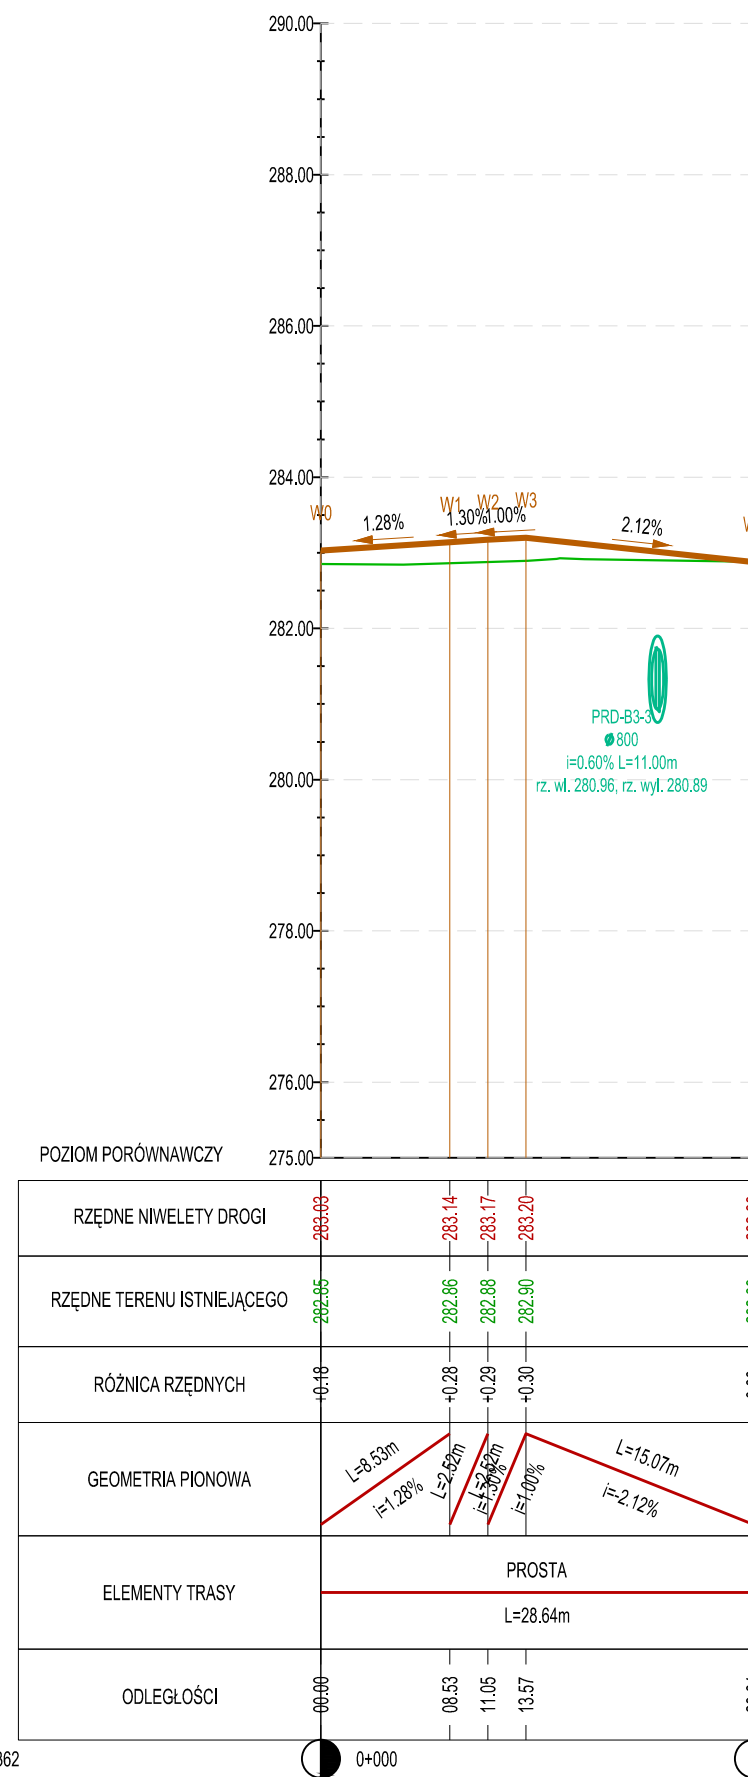 290.00
288.00
286.00
284.00
W0
1.28%
W1
1.30%
W2
1.00%
W3
2.12%
282.00
PRD-B3-3
ø 800
i=0.60% L=11.00m
rz. wl. 280.96, rz. wyl. 280.89
280.00
278.00
276.00
POZIOM PORÓWNAWCZY
275.00
RZĘDNE NIWELETY DROGI
283.03
283.14
283.17
283.20
RZĘDNE TERENU ISTNIEJĄCEGO
282.85
282.86
282.88
282.90
RÓŻNICA RZĘDNYCH
+0.18
+0.28
+0.29
+0.30
GEOMETRIA PIONOWA
L=8.53m
i=1.28%
L=2.52m
i=1.30%
L=2.52m
i=1.00%
L=15.07m
i=-2.12%
ELEMENTY TRASY
PROSTA
L=28.64m
ODLEGŁOŚCI
00.00
08.53
11.05
13.57
362
0+000